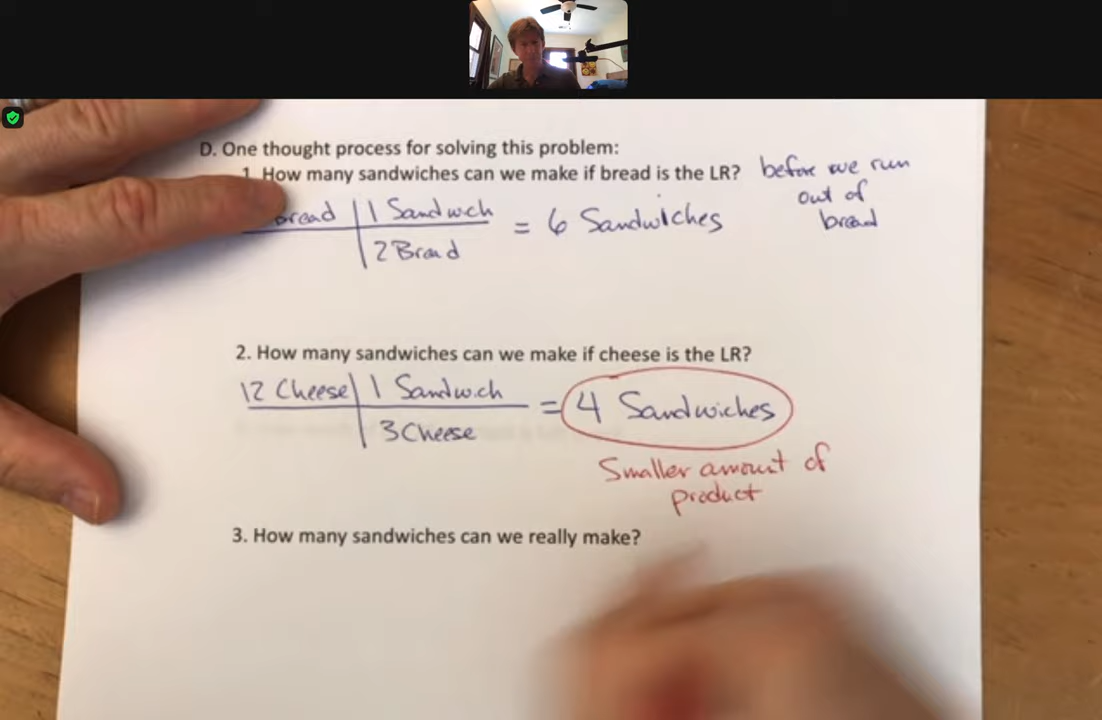 D. One thought process for solving this problem:
1. How many sandwiches can we make if bread is the LR? before we run
out of
bread
bread 1 Sandwich
2 Bread = 6 Sandwiches
2. How many sandwiches can we make if cheese is the LR?
12 Cheese 1 Sandwich
3 Cheese = 4 Sandwiches
Smaller amount of
product
3. How many sandwiches can we really make?